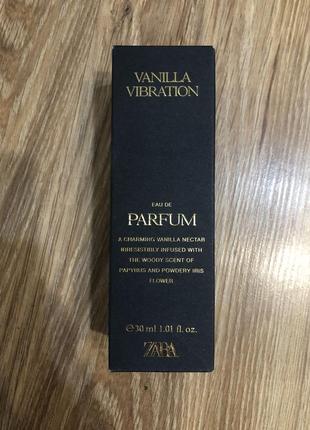 VANILLA
VIBRATION
EAU DE
PARFUM
A CHARMING VANILLA NECTAR
IRRESISTIBLY INFUSED WITH
THE WOODY SCENT OF
PAPYRUS AND POWDERY IRIS
FLOWER
℮30 ml 1.01 fl. oz.
ZARA